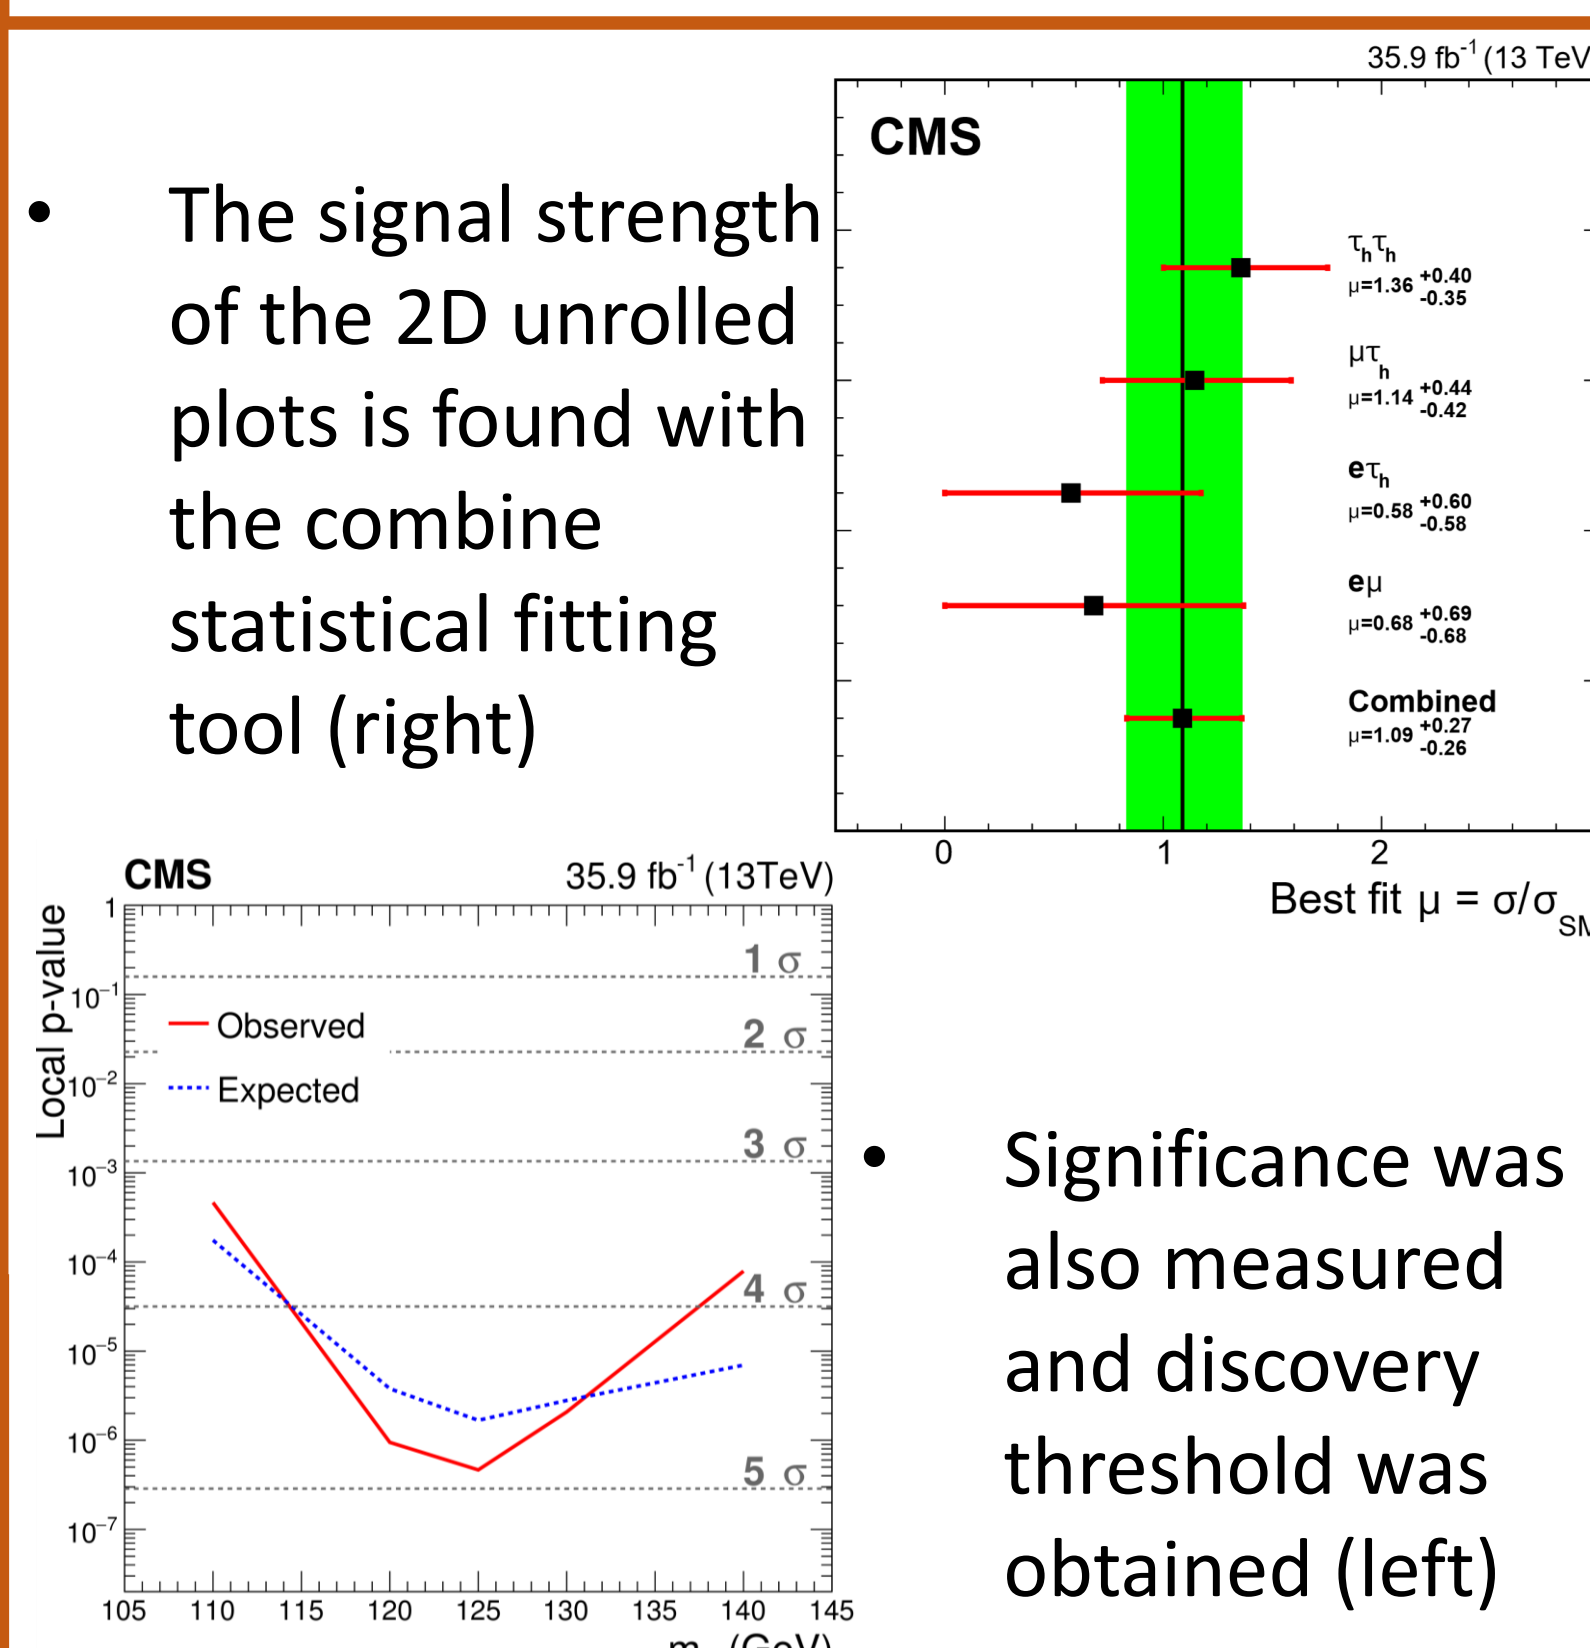 • The signal strength
of the 2D unrolled
plots is found with
the combine
statistical fitting
tool (right)
35.9 fb⁻¹ (13 TeV
CMS
τₕτₕ
μ=1.36 +0.40 -0.35
μτₕ
μ=1.14 +0.44 -0.42
eτₕ
μ=0.58 +0.60 -0.58
eμ
μ=0.68 +0.69 -0.68
Combined
μ=1.09 +0.27 -0.26
0 1 2
Best fit μ = σ/σ
CMS 35.9 fb⁻¹ (13TeV)
Local p-value
1
10⁻¹
10⁻²
10⁻³
10⁻⁴
10⁻⁵
10⁻⁶
10⁻⁷
1 σ
2 σ
3 σ
4 σ
5 σ
Observed
Expected
105 110 115 120 125 130 135 140 145
(GeV)
• Significance was
also measured
and discovery
threshold was
obtained (left)